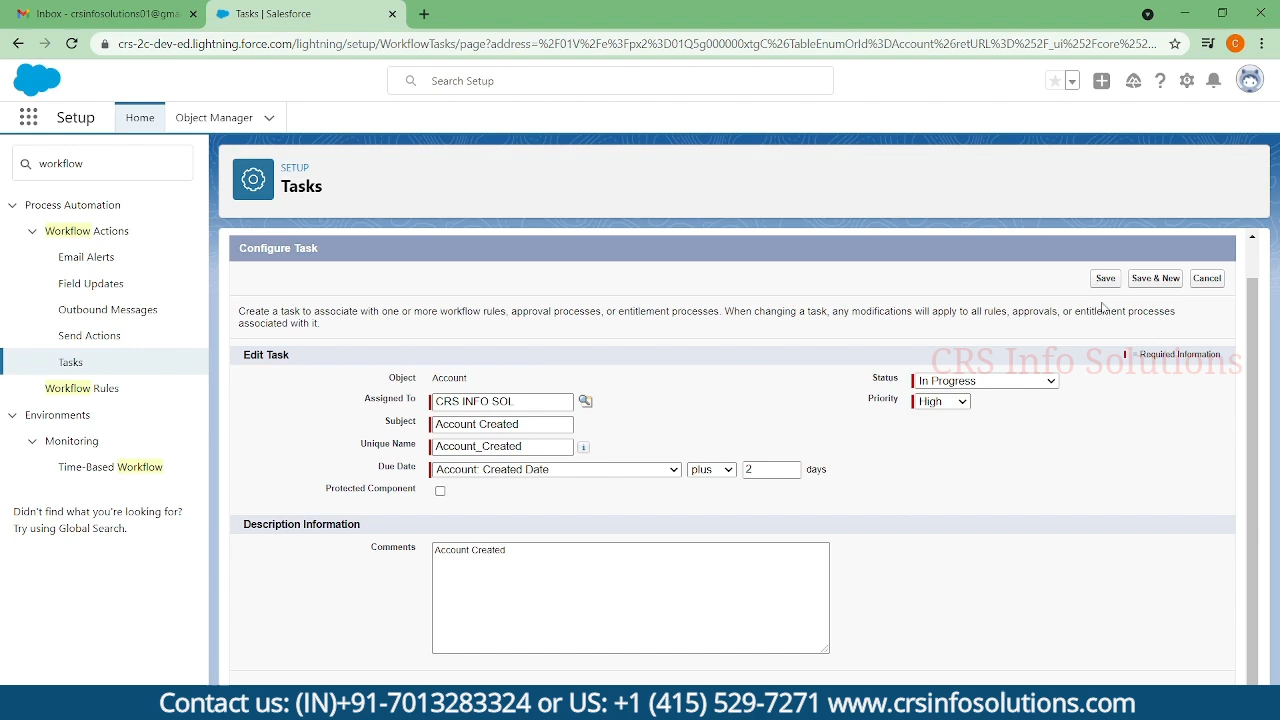 Inbox - crsinfosolutions01@gma
Tasks | Salesforce
crs-2c-dev-ed.lightning.force.com/lightning/setup/WorkflowTasks/page?address=%2F01V%2Fe%3Fpx2%3D01Q5g000000xtgC%26TableEnumOrId%3DAccount%26retURL%3D%252F_ui%252Fcore%252...
C
Search Setup
Setup
Home
Object Manager
workflow
SETUP
Tasks
Process Automation
Workflow Actions
Email Alerts
Field Updates
Outbound Messages
Send Actions
Tasks
Workflow Rules
Environments
Monitoring
Time-Based Workflow
Didn't find what you're looking for?
Try using Global Search.
Configure Task
Save Save & New Cancel
Create a task to associate with one or more workflow rules, approval processes, or entitlement processes. When changing a task, any modifications will apply to all rules, approvals, or entitlement processes
associated with it.
Edit Task
= Required Information
CRS Info Solutions
Object Account
Status In Progress
Assigned To CRS INFO SOL
Priority High
Subject Account Created
Unique Name Account_Created i
Due Date Account: Created Date plus 2 days
Protected Component
Description Information
Comments Account Created
Contact us: (IN)+91-7013283324 or US: +1 (415) 529-7271 www.crsinfosolutions.com